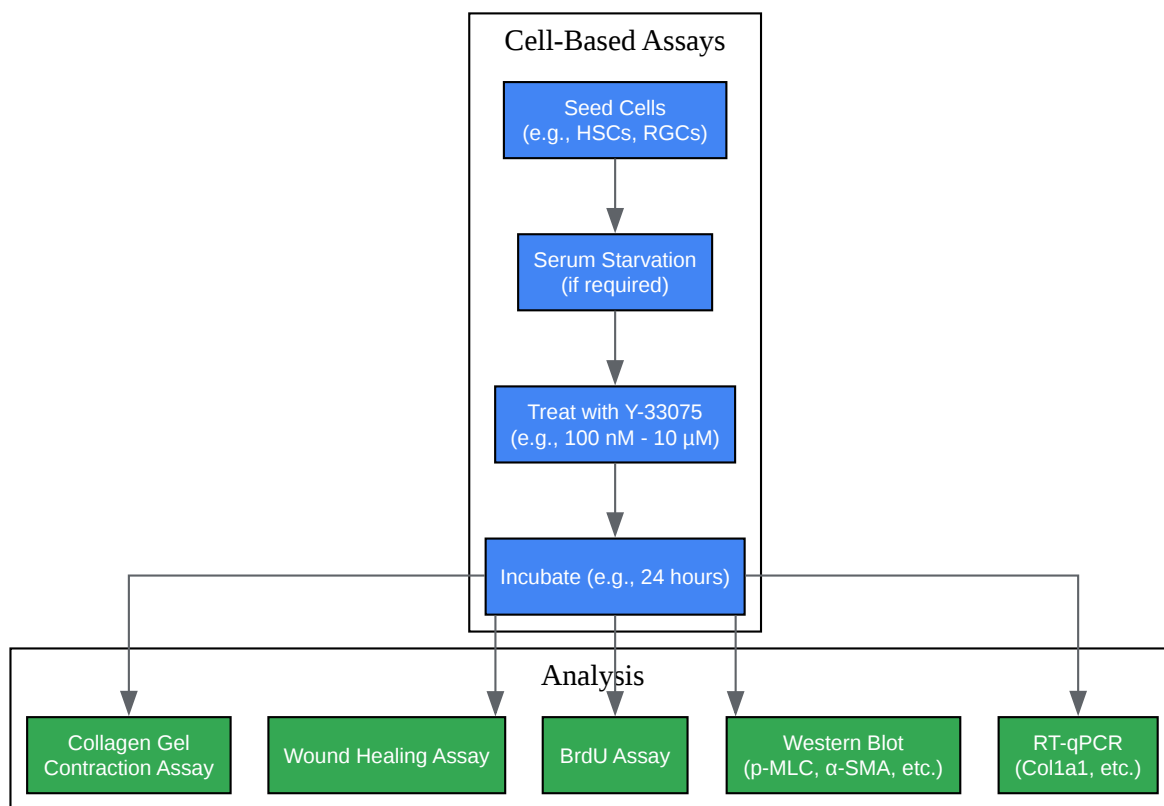 Cell-Based Assays
Seed Cells
(e.g., HSCs, RGCs)
Serum Starvation
(if required)
Treat with Y-33075
(e.g., 100 nM - 10 µM)
Incubate (e.g., 24 hours)
Analysis
Collagen Gel
Contraction Assay
Wound Healing Assay
BrdU Assay
Western Blot
(p-MLC, α-SMA, etc.)
RT-qPCR
(Col1a1, etc.)